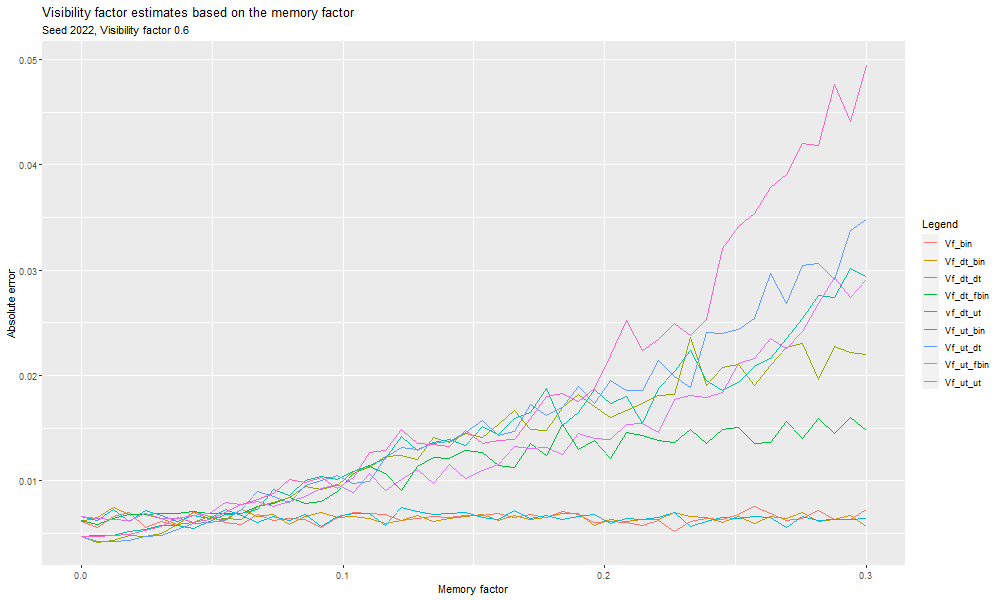 Visibility factor estimates based on the memory factor
Seed 2022, Visibility factor 0.6
0.05
0.04
0.03
0.02
0.01
Absolute error
0.0
0.1
0.2
0.3
Memory factor
Legend
Vf_bin
Vf_dt_bin
Vf_dt_dt
Vf_dt_fbin
vf_dt_ut
Vf_ut_bin
Vf_ut_dt
Vf_ut_fbin
Vf_ut_ut